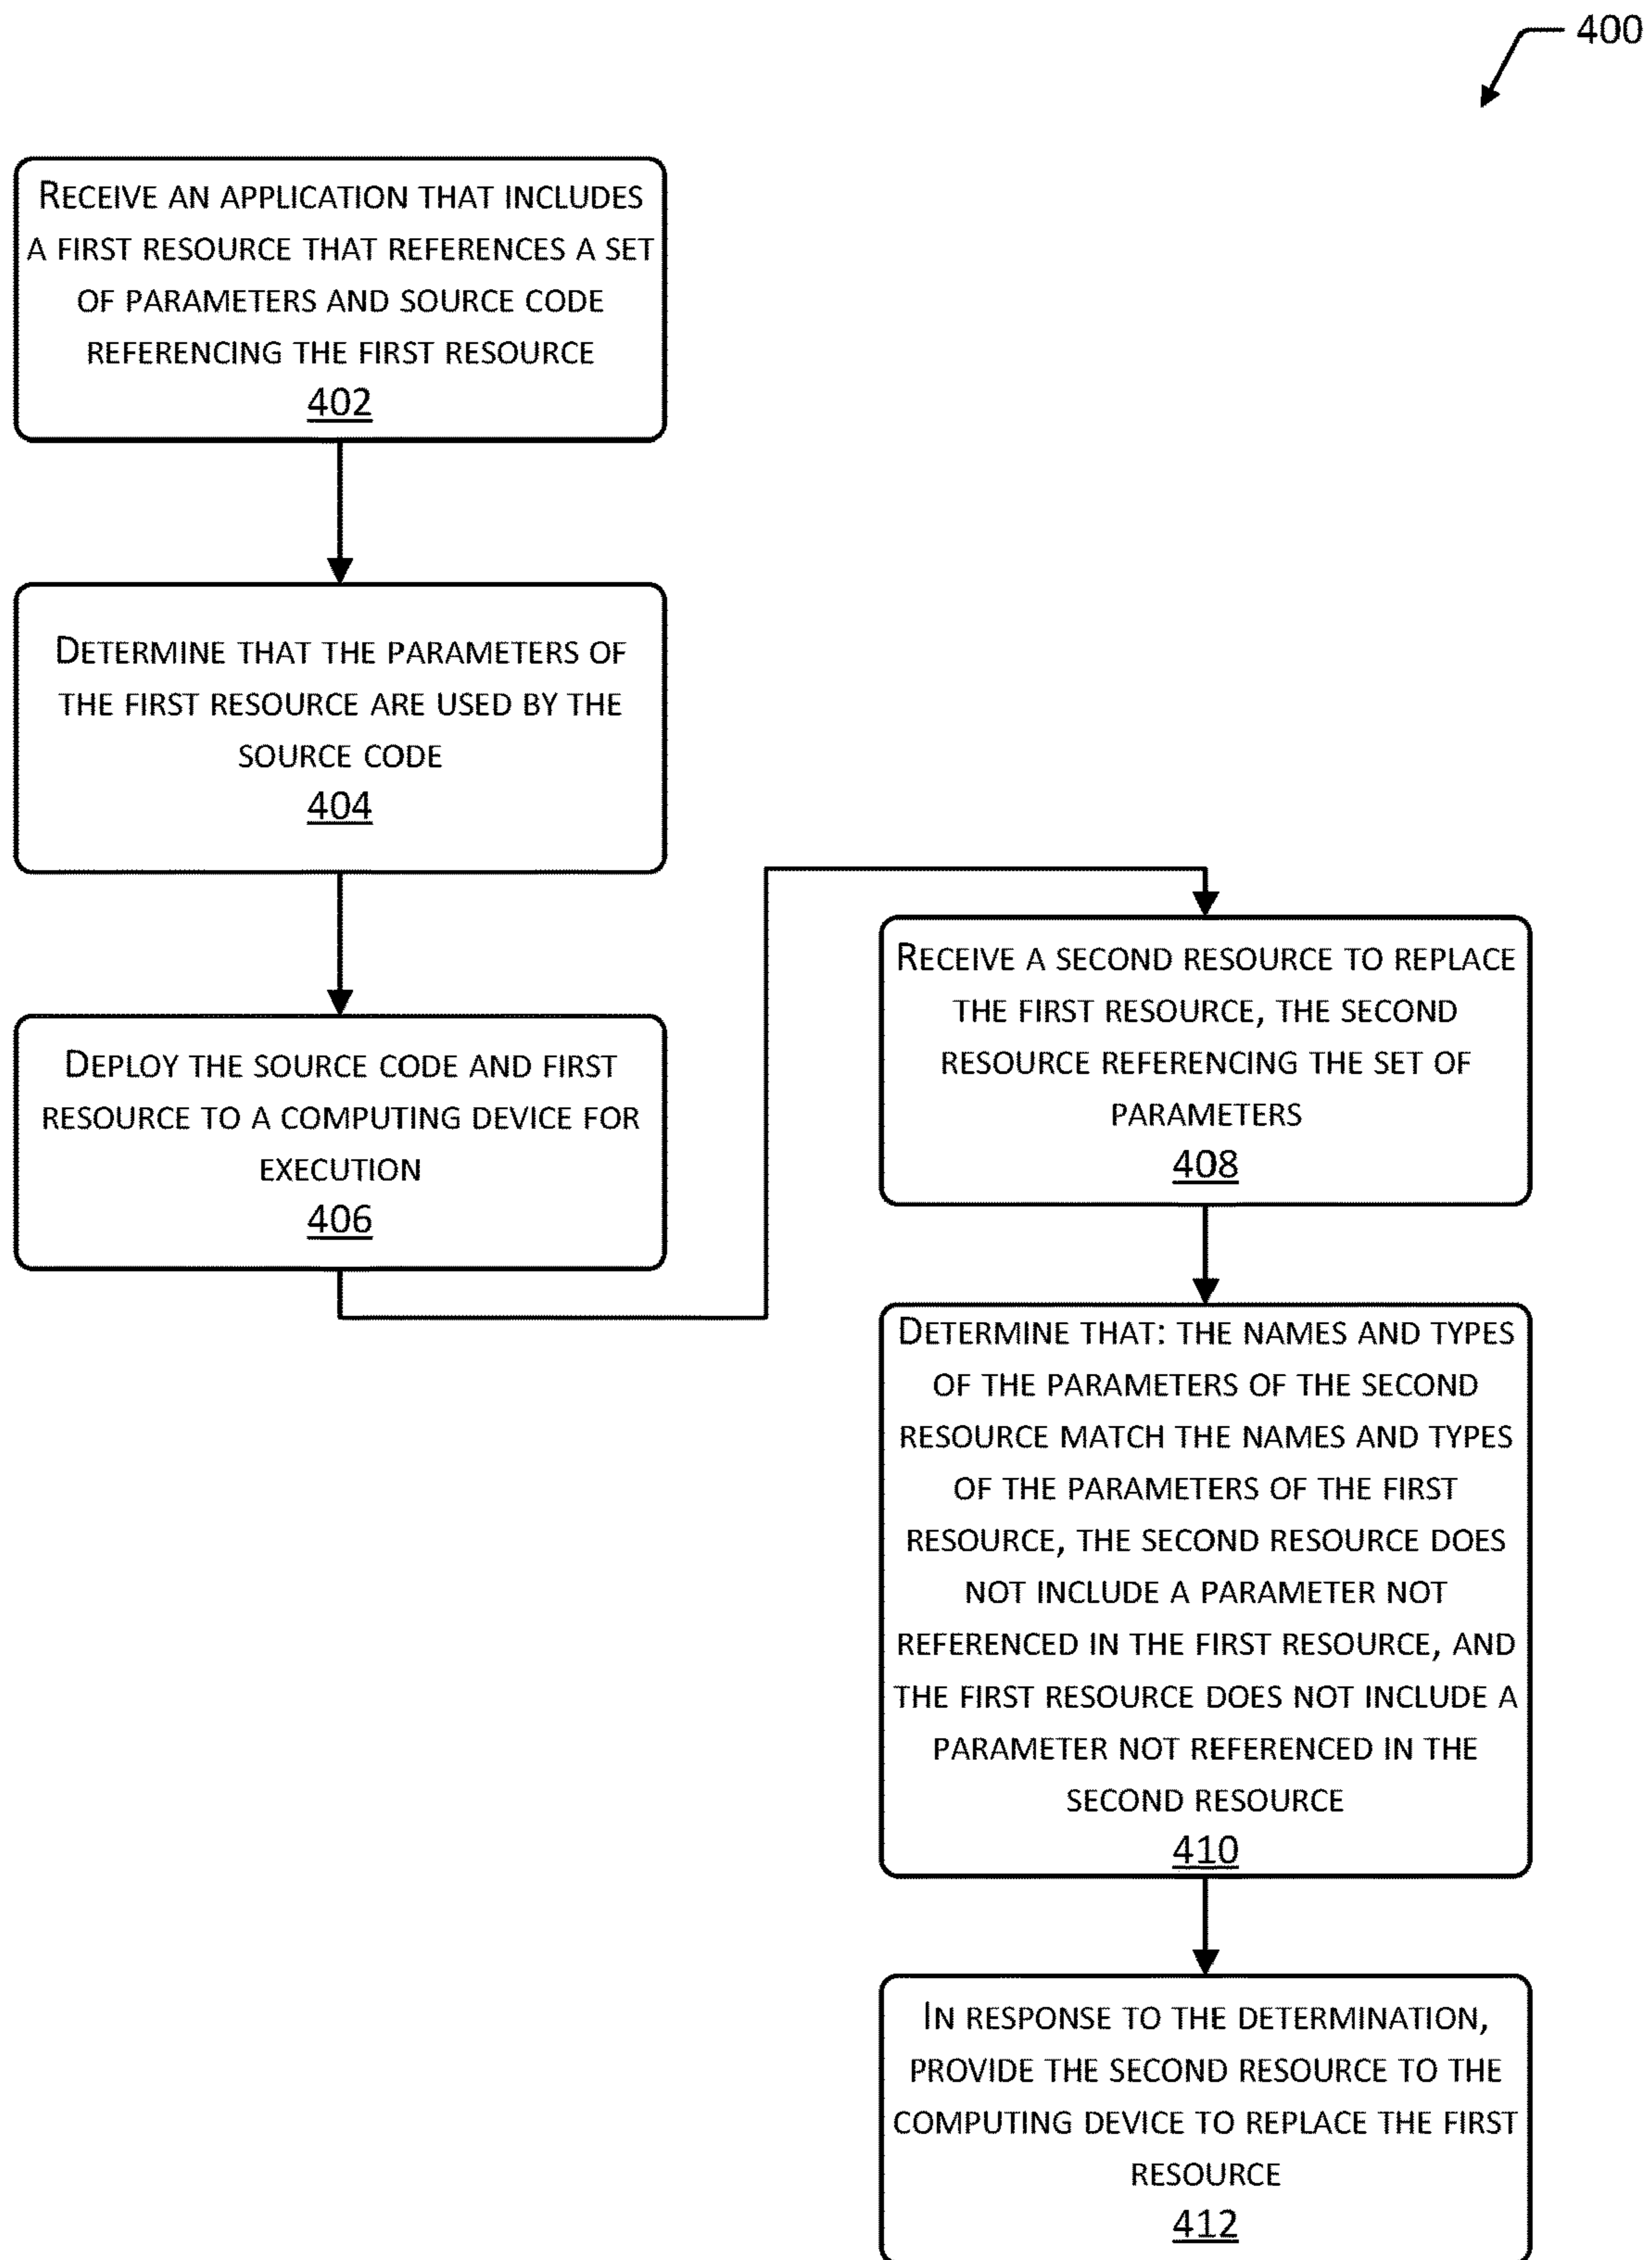 400
RECEIVE AN APPLICATION THAT INCLUDES
A FIRST RESOURCE THAT REFERENCES A SET
OF PARAMETERS AND SOURCE CODE
REFERENCING THE FIRST RESOURCE
402
DETERMINE THAT THE PARAMETERS OF
THE FIRST RESOURCE ARE USED BY THE
SOURCE CODE
404
DEPLOY THE SOURCE CODE AND FIRST
RESOURCE TO A COMPUTING DEVICE FOR
EXECUTION
406
RECEIVE A SECOND RESOURCE TO REPLACE
THE FIRST RESOURCE, THE SECOND
RESOURCE REFERENCING THE SET OF
PARAMETERS
408
DETERMINE THAT: THE NAMES AND TYPES
OF THE PARAMETERS OF THE SECOND
RESOURCE MATCH THE NAMES AND TYPES
OF THE PARAMETERS OF THE FIRST
RESOURCE, THE SECOND RESOURCE DOES
NOT INCLUDE A PARAMETER NOT
REFERENCED IN THE FIRST RESOURCE, AND
THE FIRST RESOURCE DOES NOT INCLUDE A
PARAMETER NOT REFERENCED IN THE
SECOND RESOURCE
410
IN RESPONSE TO THE DETERMINATION,
PROVIDE THE SECOND RESOURCE TO THE
COMPUTING DEVICE TO REPLACE THE FIRST
RESOURCE
412